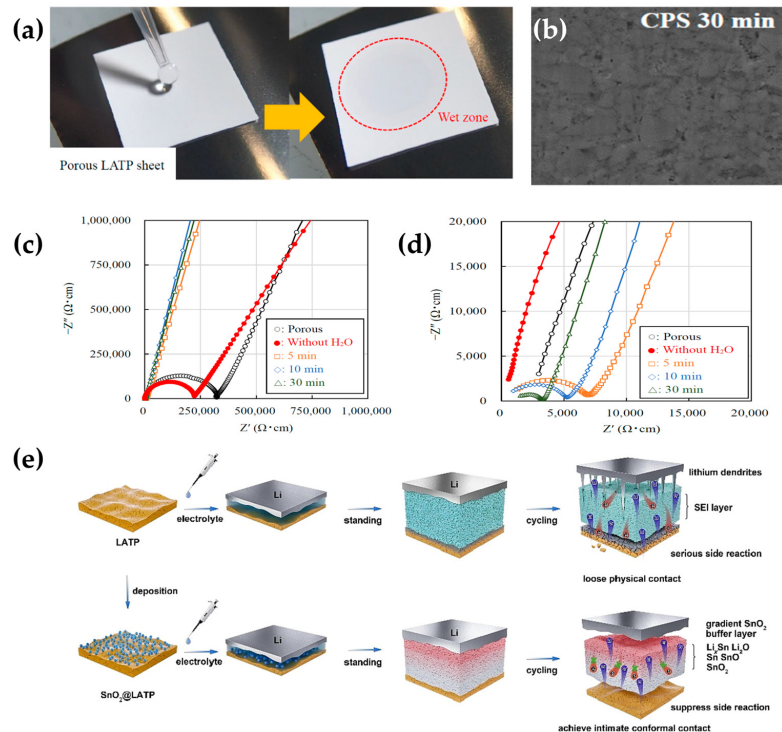 (a)
Porous LATP sheet
Wet zone
(b)
CPS 30 min
(c)
1,000,000
750,000
500,000
250,000
0
0
250,000
500,000
750,000
1,000,000
−Z″ (Ω·cm)
Z′ (Ω·cm)
: Porous
: Without H₂O
: 5 min
: 10 min
: 30 min
(d)
20,000
15,000
10,000
5,000
0
0
5,000
10,000
15,000
20,000
−Z″ (Ω·cm)
Z′ (Ω·cm)
: Porous
: Without H₂O
: 5 min
: 10 min
: 30 min
(e)
LATP
electrolyte
Li
standing
Li
cycling
lithium dendrites
SEI layer
serious side reaction
loose physical contact
deposition
SnO₂@LATP
electrolyte
Li
standing
Li
cycling
gradient SnO₂
buffer layer
LiₓSn Li₂O
Sn SnO
SnO₂
suppress side reaction
achieve intimate conformal contact